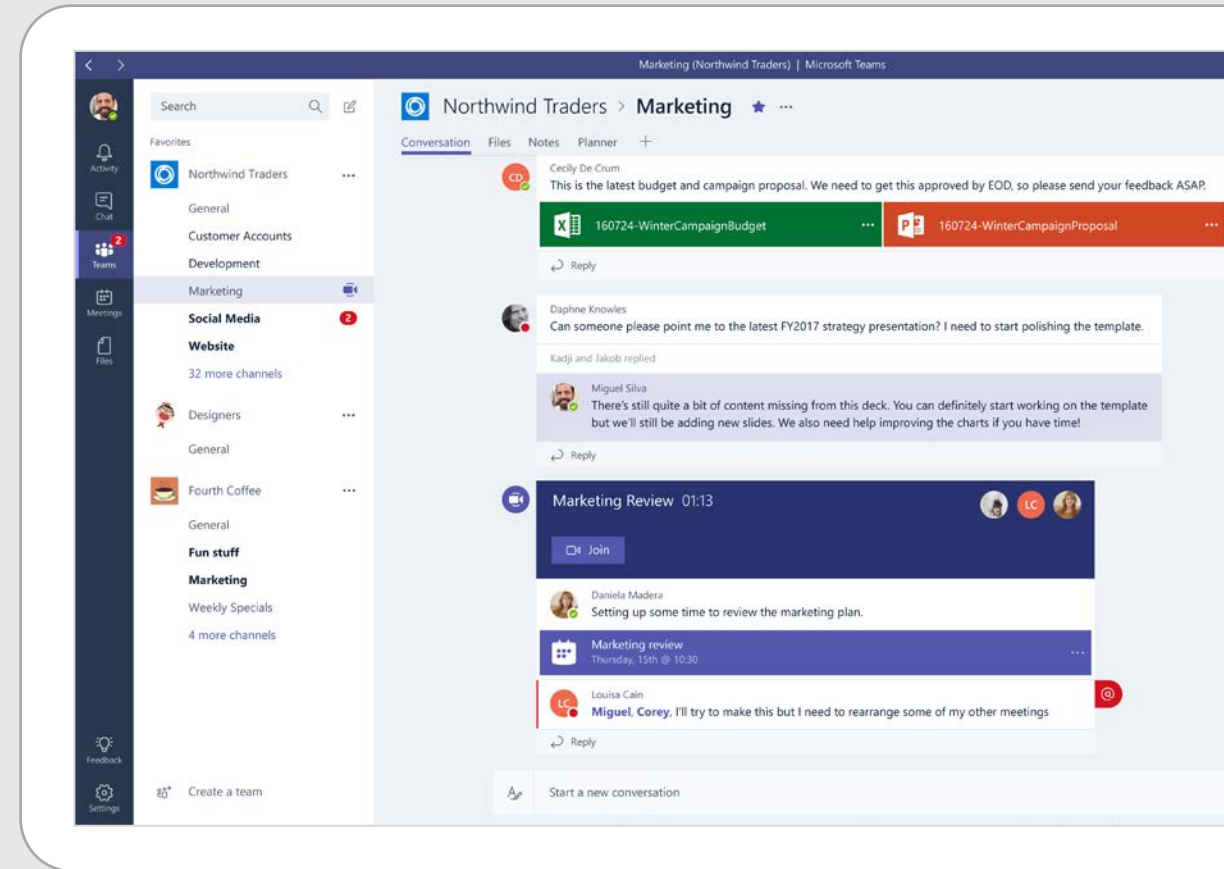 Marketing (Northwind Traders) | Microsoft Teams
Search
Activity
Chat
2
Teams
Meetings
Files
Feedback
Settings
Favorites
Northwind Traders
General
Customer Accounts
Development
Marketing
Social Media 2
Website
32 more channels
Designers
General
Fourth Coffee
General
Fun stuff
Marketing
Weekly Specials
4 more channels
Create a team
Northwind Traders > Marketing
Conversation Files Notes Planner
CD
Cecily De Crum
This is the latest budget and campaign proposal. We need to get this approved by EOD, so please send your feedback ASAP.
160724-WinterCampaignBudget
160724-WinterCampaignProposal
Reply
Daphne Knowles
Can someone please point me to the latest FY2017 strategy presentation? I need to start polishing the template.
Kadji and Jakob replied
Miguel Silva
There's still quite a bit of content missing from this deck. You can definitely start working on the template
but we'll still be adding new slides. We also need help improving the charts if you have time!
Reply
Marketing Review 01:13
LC
Join
Daniela Madera
Setting up some time to review the marketing plan.
Marketing review
Thursday, 15th @ 10:30
LC
Louisa Cain
Miguel, Corey, I'll try to make this but I need to rearrange some of my other meetings
@
Reply
Start a new conversation